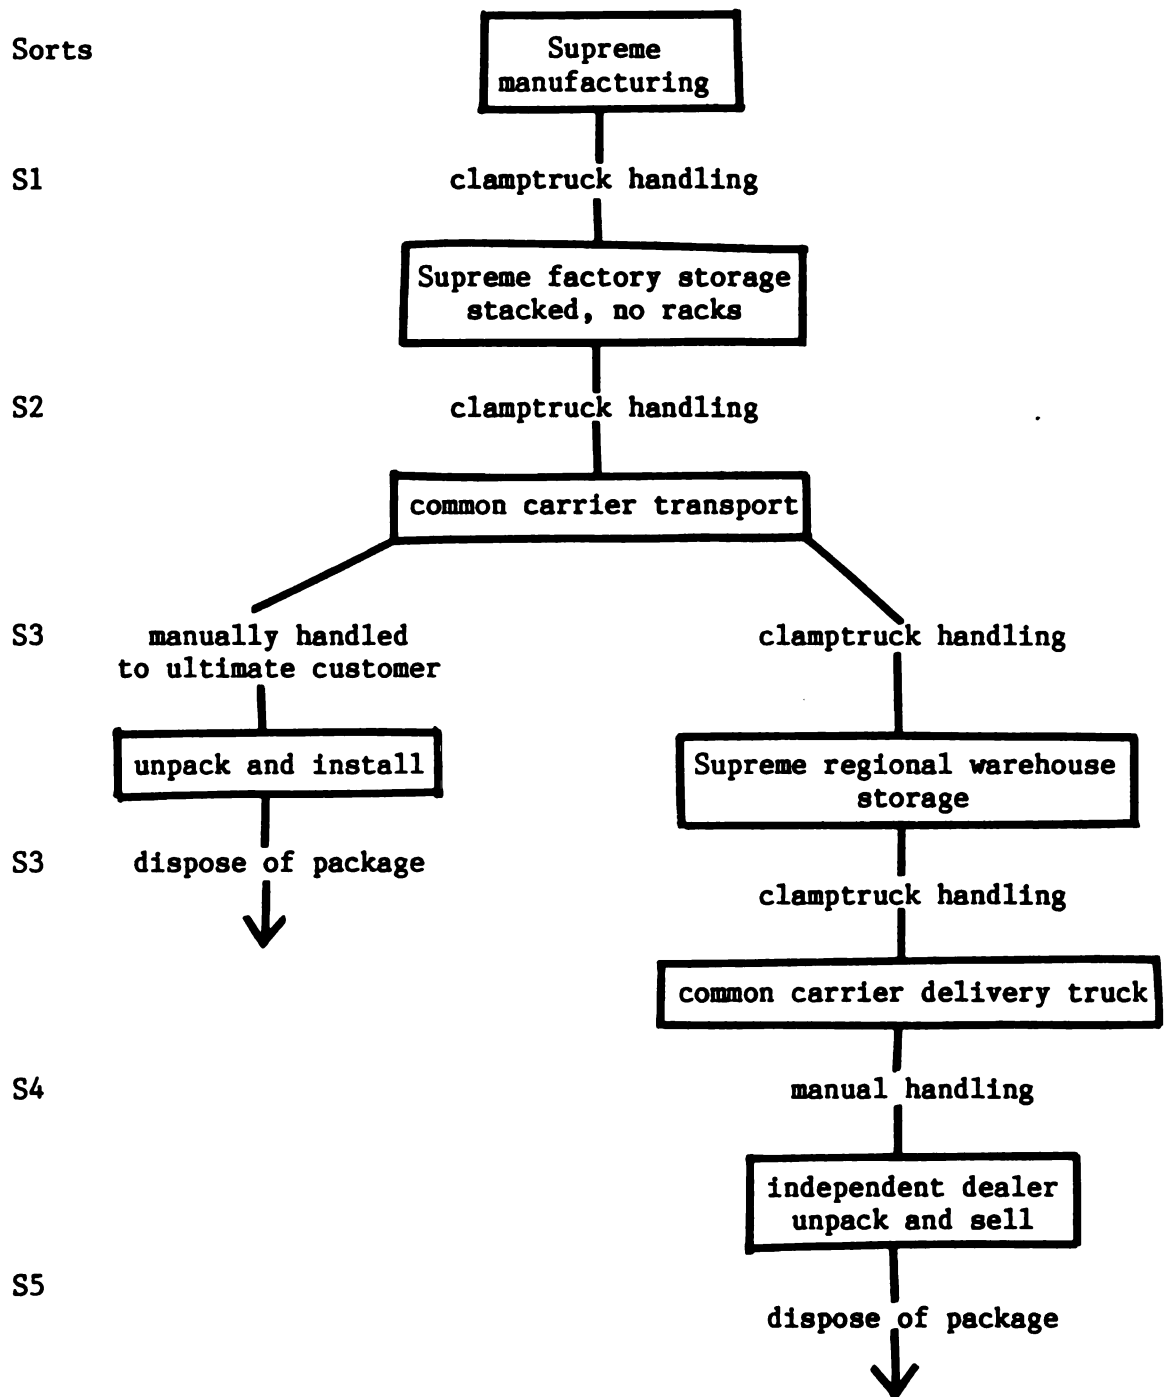 Sorts
Supreme
manufacturing
S1
clamptruck handling
Supreme factory storage
stacked, no racks
S2
clamptruck handling
common carrier transport
S3
manually handled
to ultimate customer
clamptruck handling
unpack and install
Supreme regional warehouse
storage
S3
dispose of package
clamptruck handling
common carrier delivery truck
S4
manual handling
independent dealer
unpack and sell
S5
dispose of package